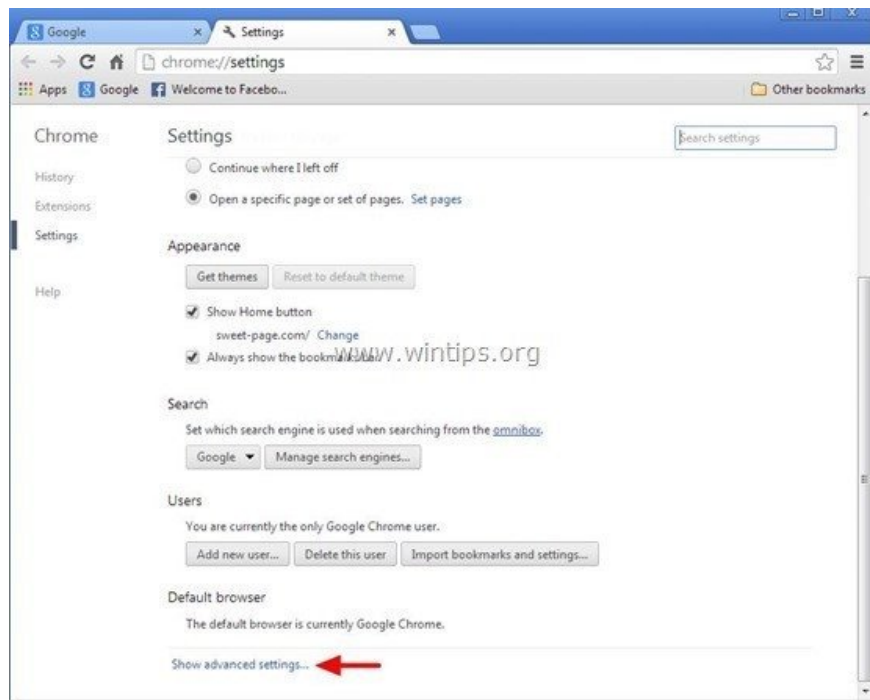 Google
Settings
chrome://settings
Apps Google Welcome to Facebo... Other bookmarks
Chrome
Settings
Search settings
History
Extensions
Settings
Help
Continue where I left off
Open a specific page or set of pages. Set pages
Appearance
Get themes Reset to default theme
Show Home button
sweet-page.com/ Change
Always show the bookmarks bar
www.wintips.org
Search
Set which search engine is used when searching from the omnibox.
Google Manage search engines...
Users
You are currently the only Google Chrome user.
Add new user... Delete this user Import bookmarks and settings...
Default browser
The default browser is currently Google Chrome.
Show advanced settings...